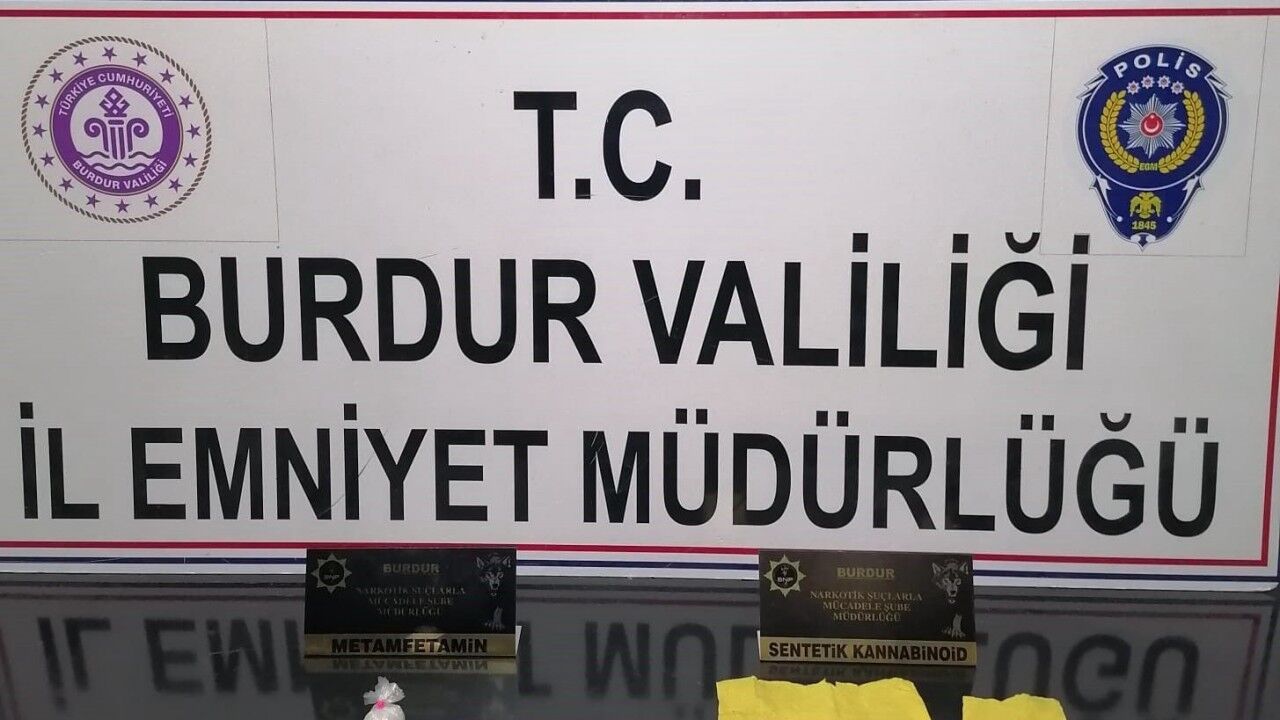 TÜRKİYE CUMHURİYETİ
BURDUR VALİLİĞİ
POLİS
EGM
1845
T.C.
BURDUR VALİLİĞİ
İL EMNİYET MÜDÜRLÜĞÜ
BURDUR
NARKOTİK SUÇLARLA
MÜCADELE ŞUBE
MÜDÜRLÜĞÜ
METAMFETAMİN
BURDUR
NARKOTİK SUÇLARLA
MÜCADELE ŞUBE
MÜDÜRLÜĞÜ
SENTETİK KANNABİNOİD